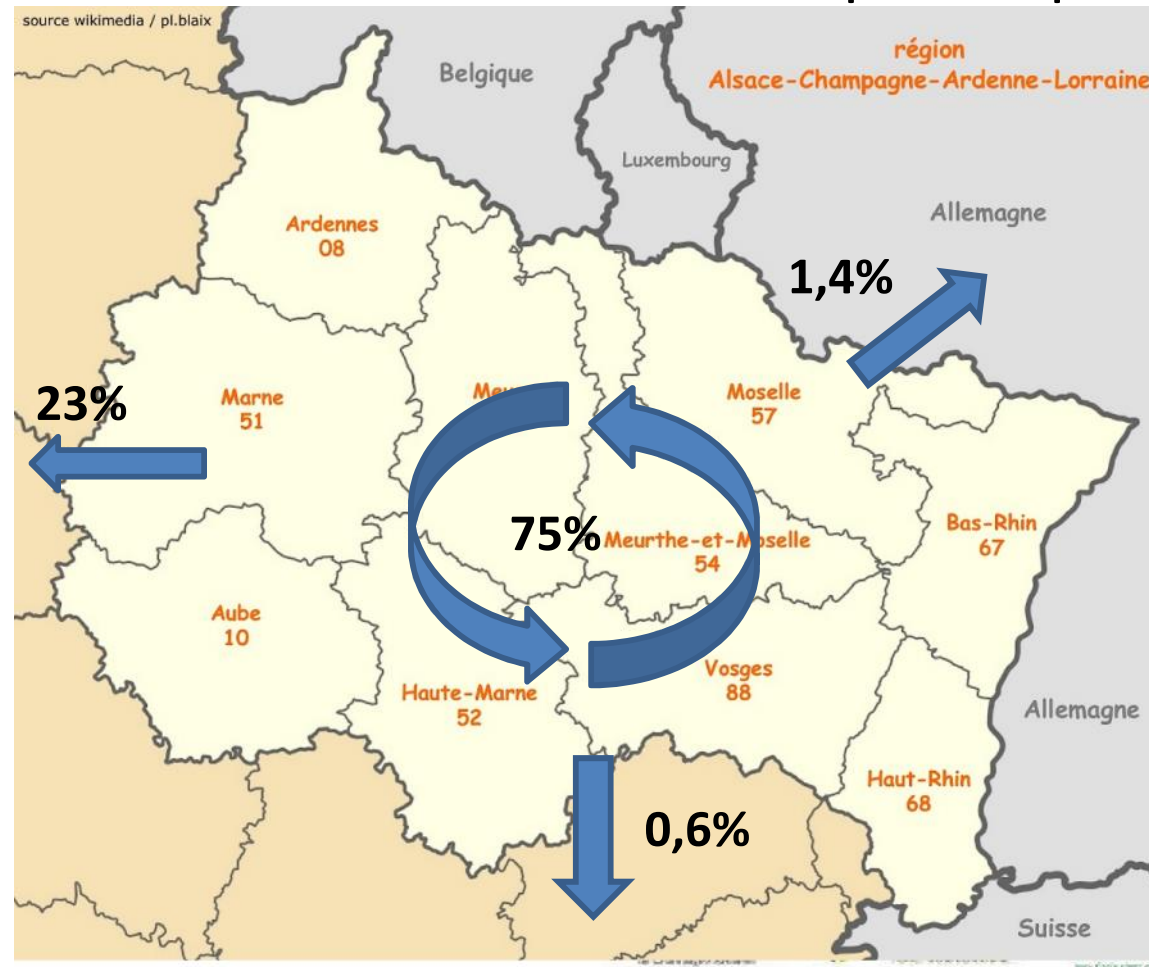 source wikimedia / pl.blaix
région
Alsace-Champagne-Ardenne-Lorraine
Belgique
Luxembourg
Allemagne
Ardennes
08
1,4%
23%
Marne
51
Moselle
57
75%
Meurthe-et-Moselle
54
Bas-Rhin
67
Aube
10
Haute-Marne
52
Vosges
88
Allemagne
Haut-Rhin
68
0,6%
Suisse